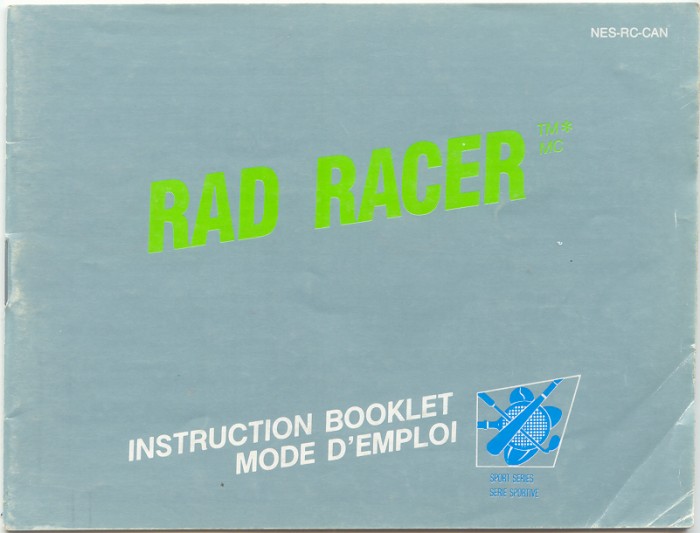 NES-RC-CAN
RAD RACER TM*
MC
INSTRUCTION BOOKLET
MODE D'EMPLOI
SPORT SERIES
SERIE SPORTIVE